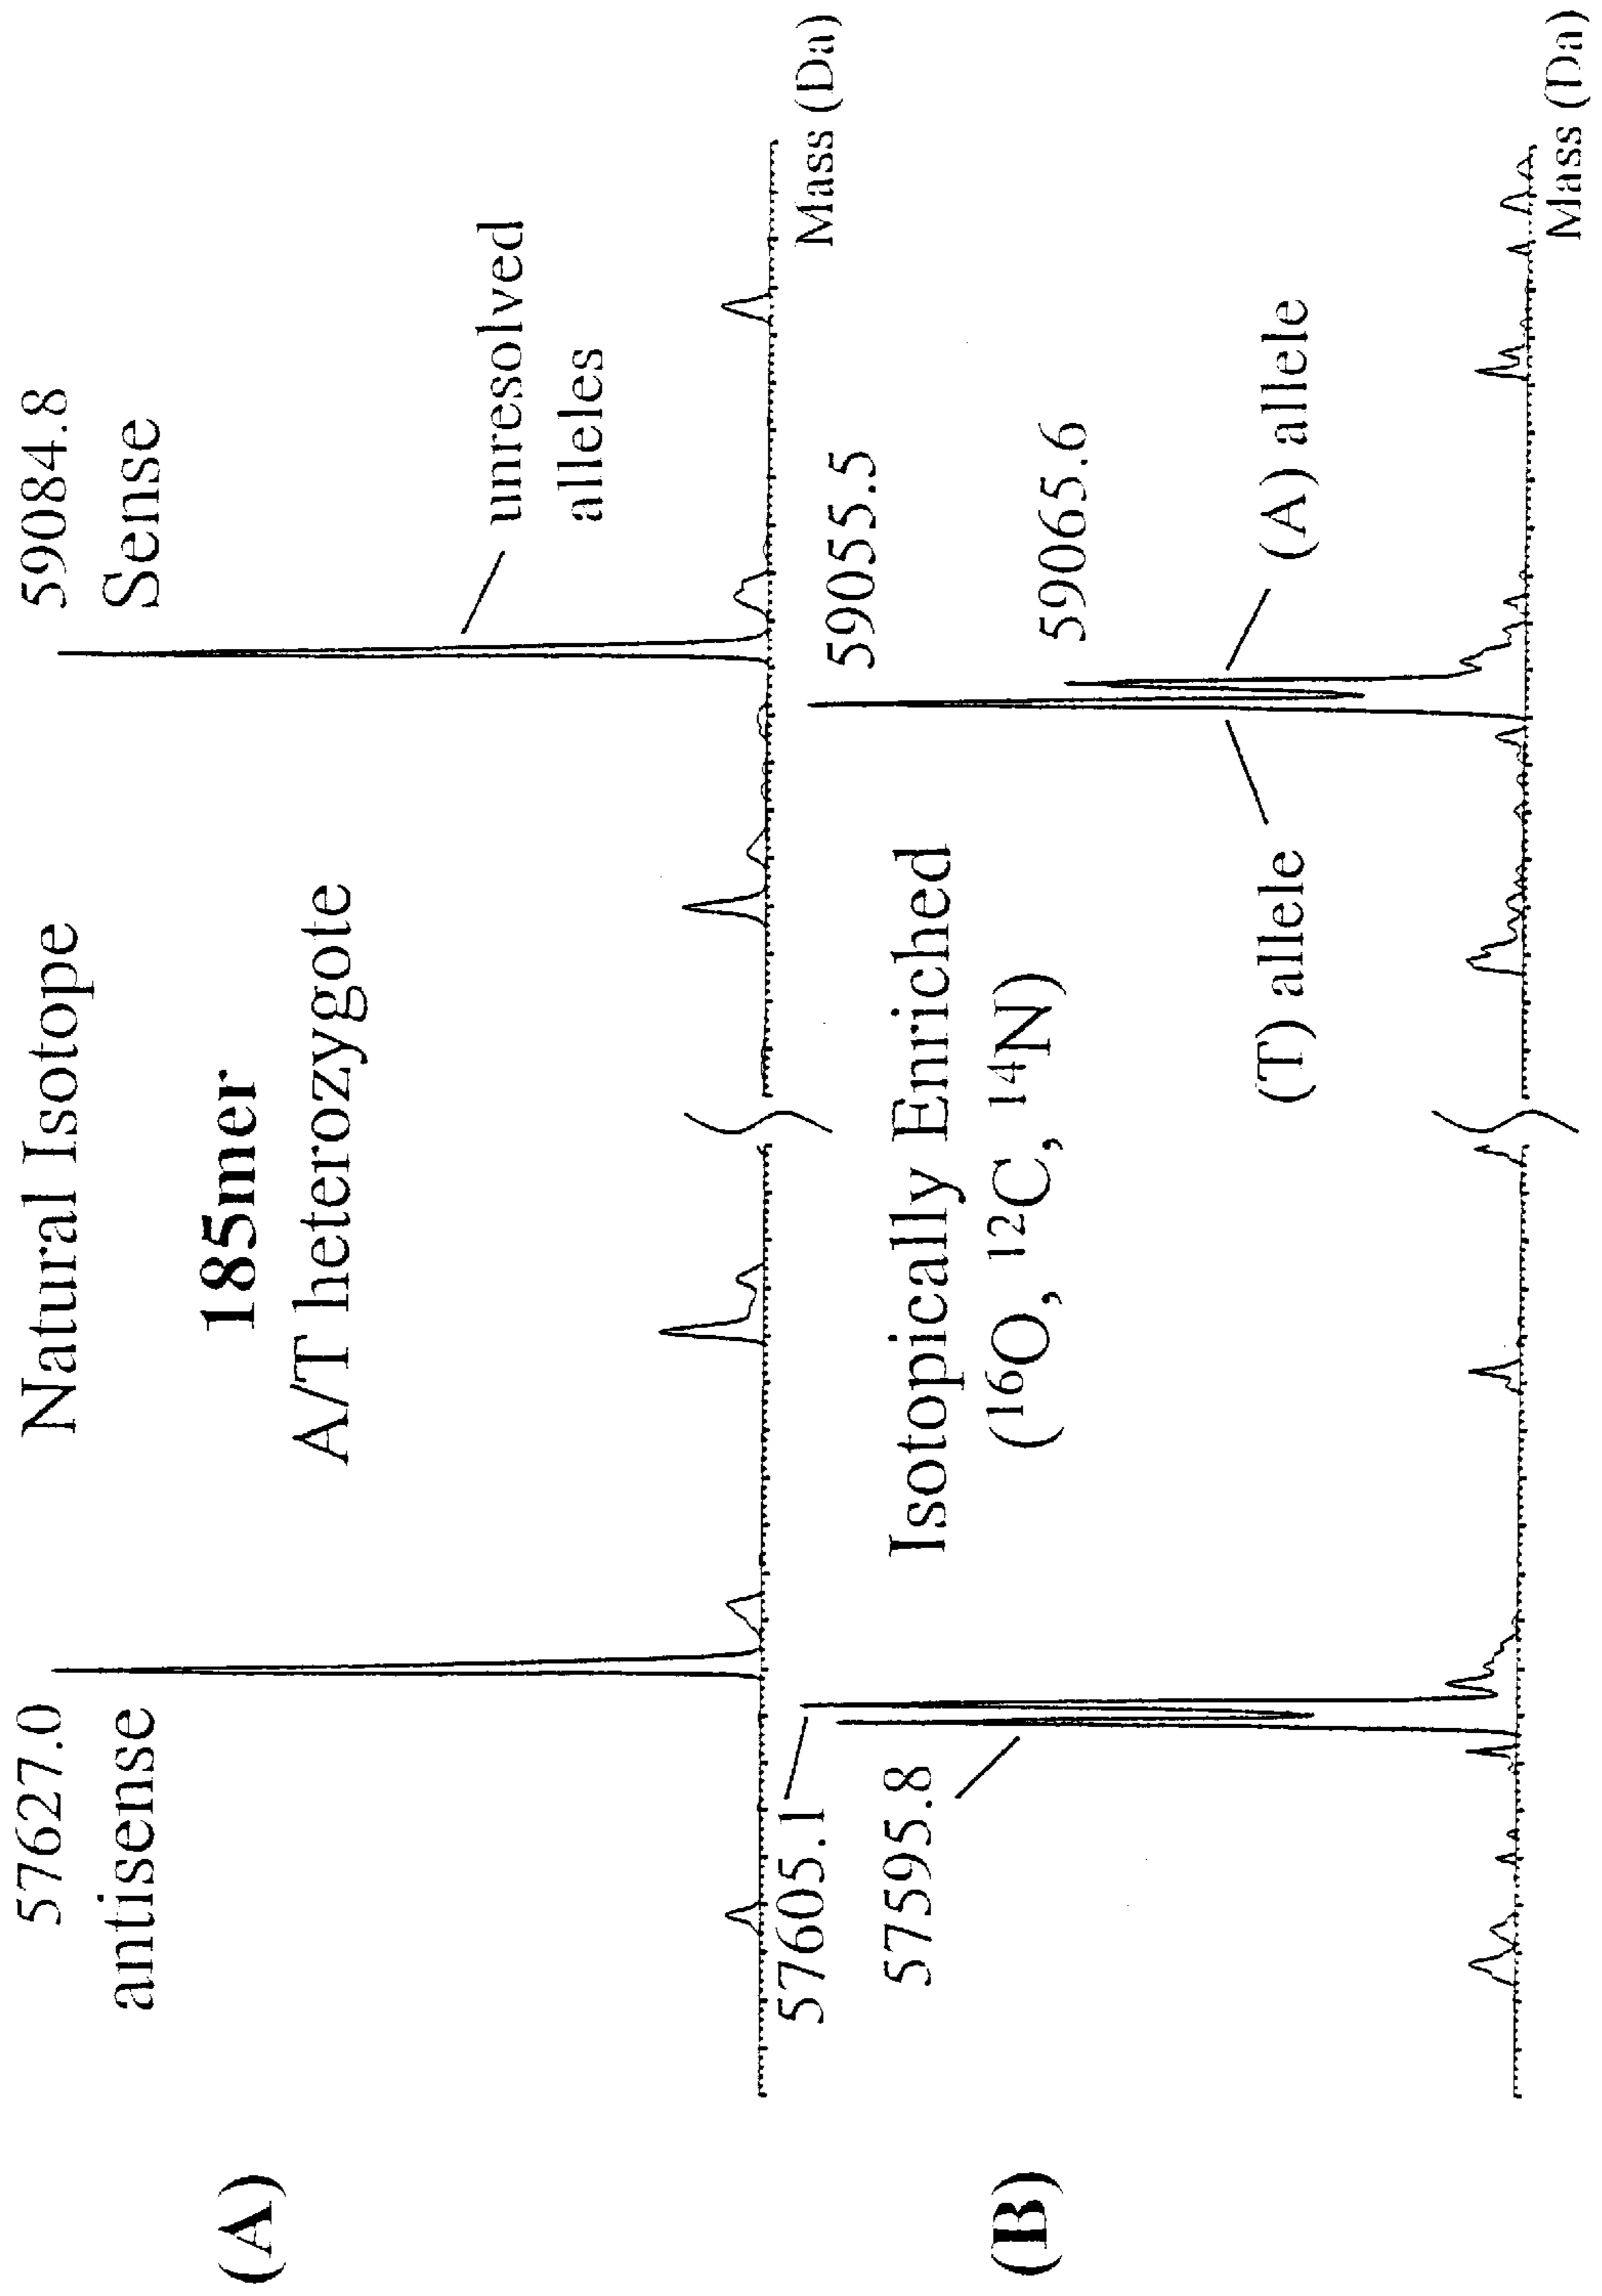 (A)
Natural Isotope
57627.0
antisense
185mer
A/T heterozygote
59084.8
Sense
unresolved
alleles
Mass (Da)
(B)
57605.1
57595.8
Isotopically Enriched
(¹⁶O, ¹²C, ¹⁴N)
59055.5
59065.6
(T) allele
(A) allele
Mass (Da)